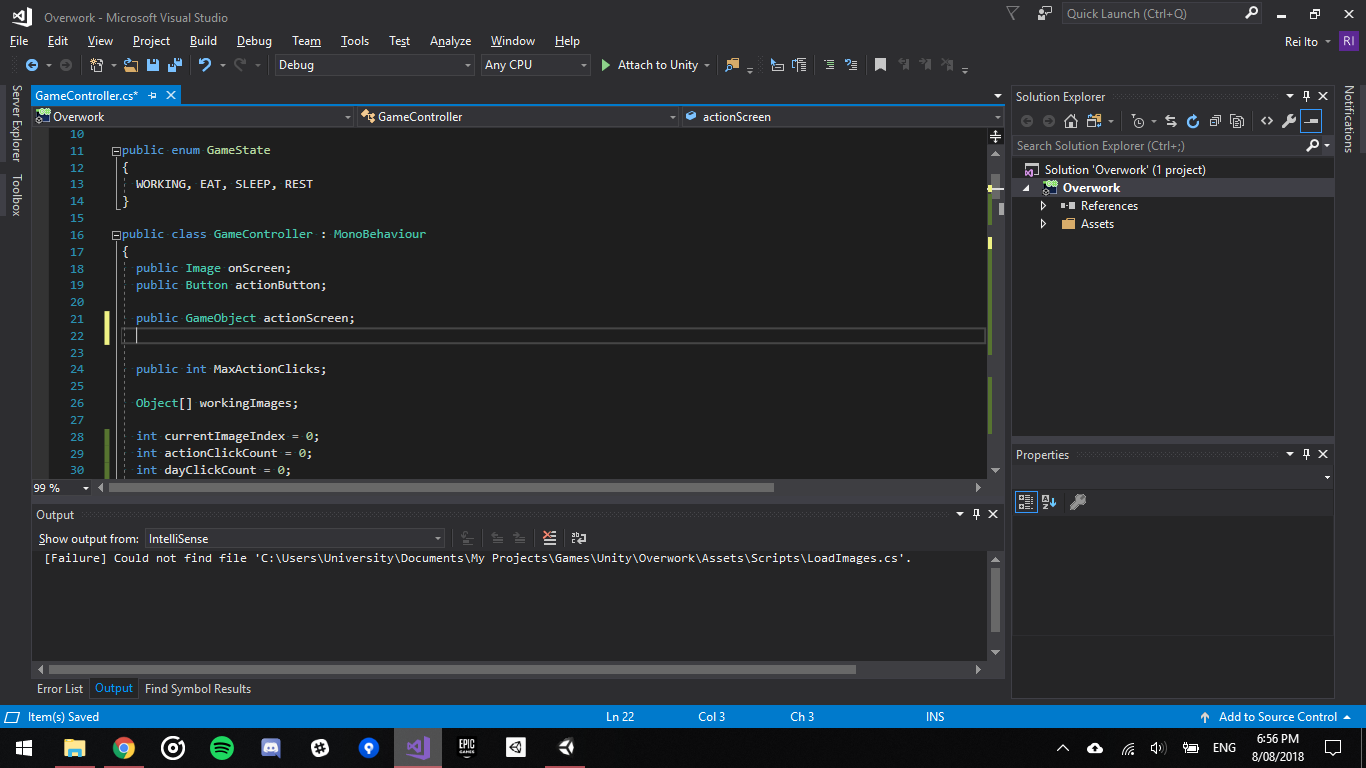 Overwork - Microsoft Visual Studio
Quick Launch (Ctrl+Q)
File Edit View Project Build Debug Team Tools Test Analyze Window Help
Rei Ito RI
Debug Any CPU Attach to Unity
Server Explorer
Toolbox
GameController.cs*
Overwork GameController actionScreen
10
11 public enum GameState
12 {
13 WORKING, EAT, SLEEP, REST
14 }
15
16 public class GameController : MonoBehaviour
17 {
18 public Image onScreen;
19 public Button actionButton;
20
21 public GameObject actionScreen;
22
23
24 public int MaxActionClicks;
25
26 Object[] workingImages;
27
28 int currentImageIndex = 0;
29 int actionClickCount = 0;
30 int dayClickCount = 0;
99 %
Output
Show output from: IntelliSense
[Failure] Could not find file 'C:\Users\University\Documents\My Projects\Games\Unity\Overwork\Assets\Scripts\LoadImages.cs'.
Error List Output Find Symbol Results
Solution Explorer
Search Solution Explorer (Ctrl+;)
Solution 'Overwork' (1 project)
Overwork
References
Assets
Properties
Notifications
Item(s) Saved Ln 22 Col 3 Ch 3 INS Add to Source Control
EPIC GAMES
ENG
6:56 PM
8/08/2018